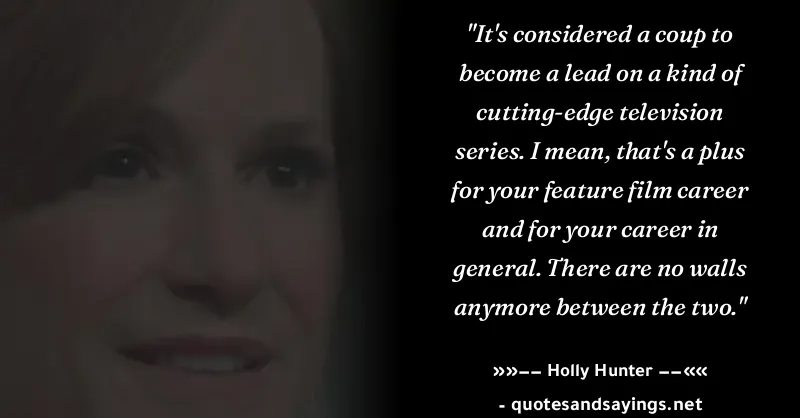 "It's considered a coup to
become a lead on a kind of
cutting-edge television
series. I mean, that's a plus
for your feature film career
and for your career in
general. There are no walls
anymore between the two."
»»−− Holly Hunter −−««
- quotesandsayings.net